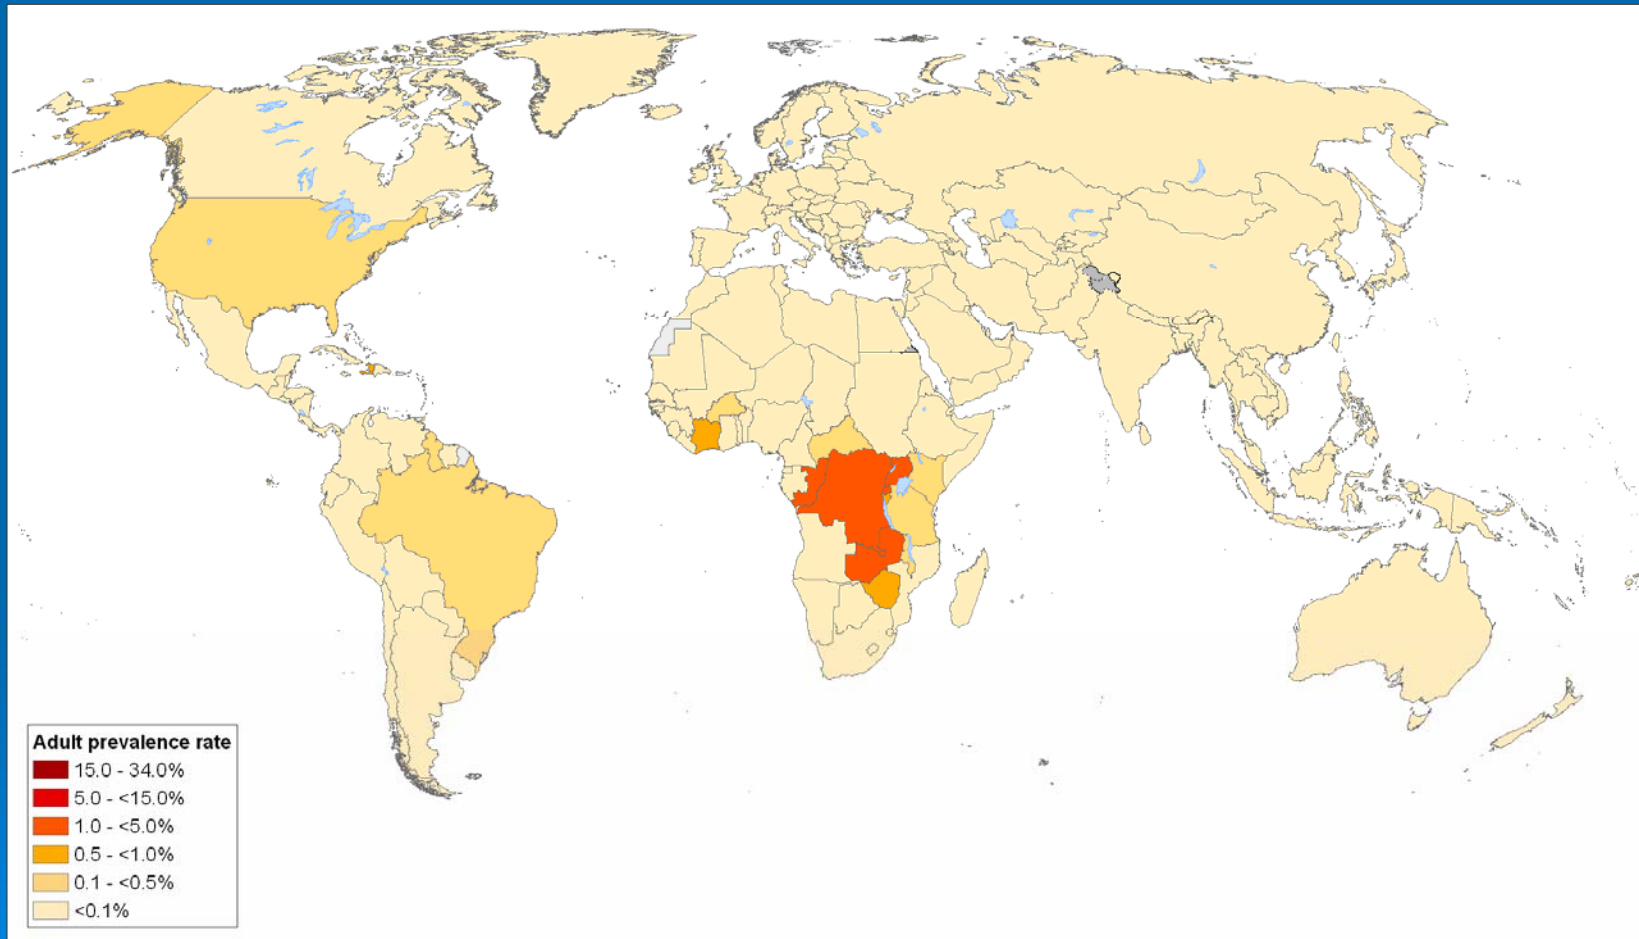 Adult prevalence rate
15.0 - 34.0%
5.0 - <15.0%
1.0 - <5.0%
0.5 - <1.0%
0.1 - <0.5%
<0.1%